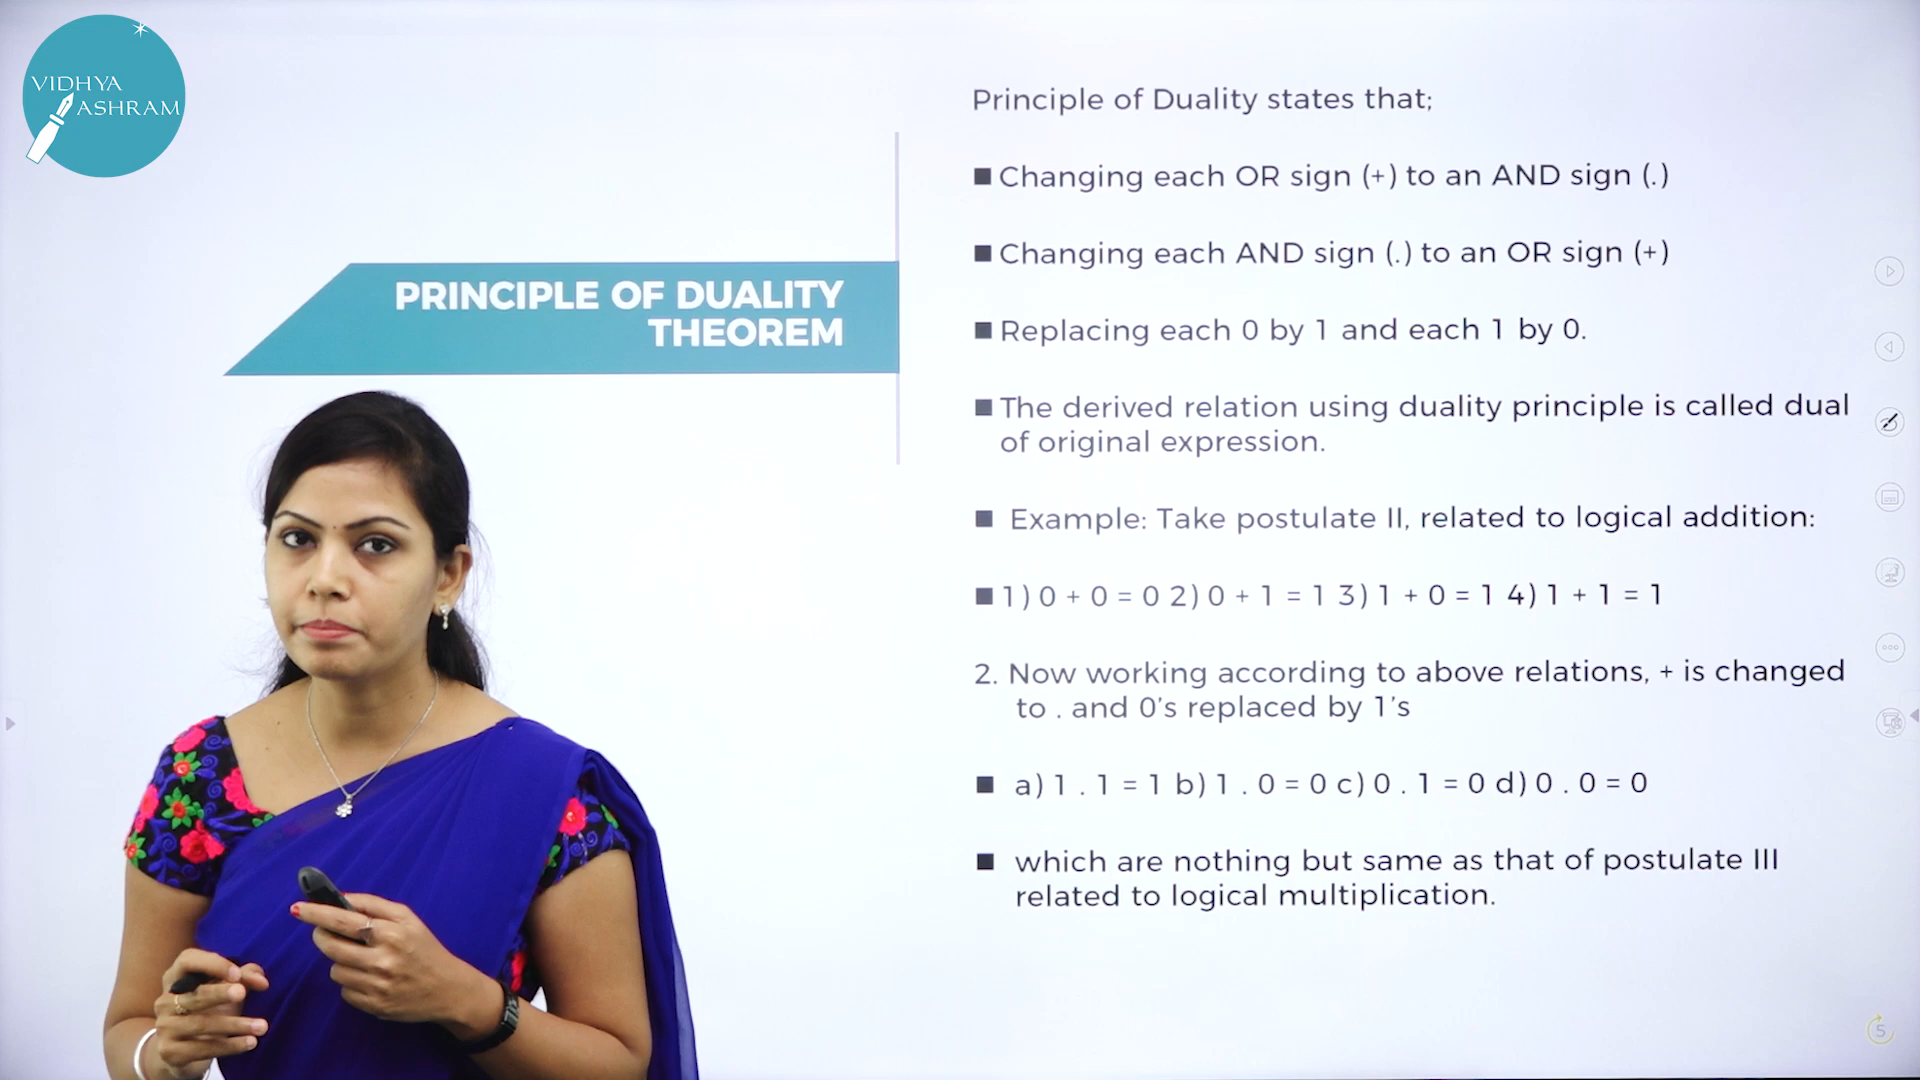 VIDHYA
ASHRAM
PRINCIPLE OF DUALITY
THEOREM
Principle of Duality states that;
■ Changing each OR sign (+) to an AND sign (.)
■ Changing each AND sign (.) to an OR sign (+)
■ Replacing each 0 by 1 and each 1 by 0.
■ The derived relation using duality principle is called dual
of original expression.
■ Example: Take postulate II, related to logical addition:
■ 1) 0 + 0 = 0 2) 0 + 1 = 1 3) 1 + 0 = 1 4) 1 + 1 = 1
2. Now working according to above relations, + is changed
to . and 0's replaced by 1's
■ a) 1 . 1 = 1 b) 1 . 0 = 0 c) 0 . 1 = 0 d) 0 . 0 = 0
■ which are nothing but same as that of postulate III
related to logical multiplication.
5